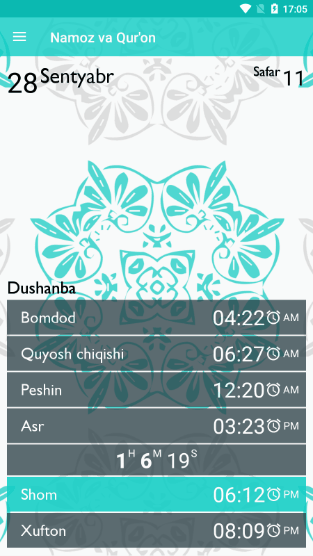 17:05
Namoz va Qur'on
28 Sentyabr
Safar 11
Dushanba
Bomdod 04:22 AM
Quyosh chiqishi 06:27 AM
Peshin 12:20 AM
Asr 03:23 PM
1 H 6 M 19 S
Shom 06:12 PM
Xufton 08:09 PM